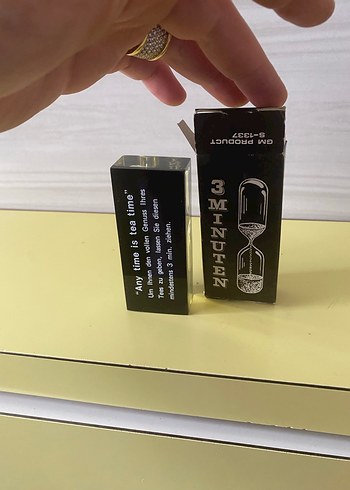 "Any time is tea time"
Um Ihnen den vollen Genuss Ihres
Tees zu geben, lassen Sie diesen
mindestens 3 min. ziehen.
GM PRODUCT
S-1337
3 MINUTEN